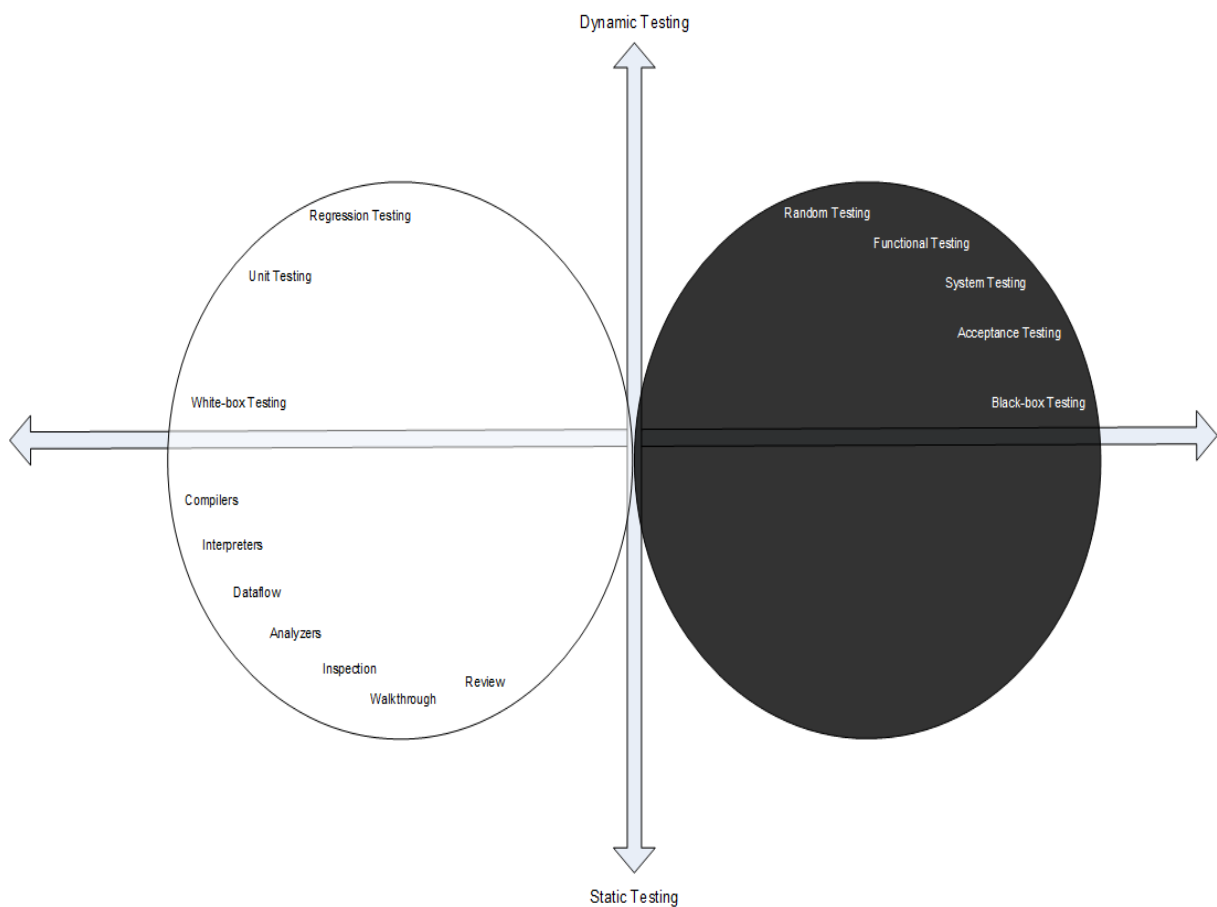 Dynamic Testing
Regression Testing
Unit Testing
White-box Testing
Compilers
Interpreters
Dataflow
Analyzers
Inspection
Walkthrough
Review
Random Testing
Functional Testing
System Testing
Acceptance Testing
Black-box Testing
Static Testing